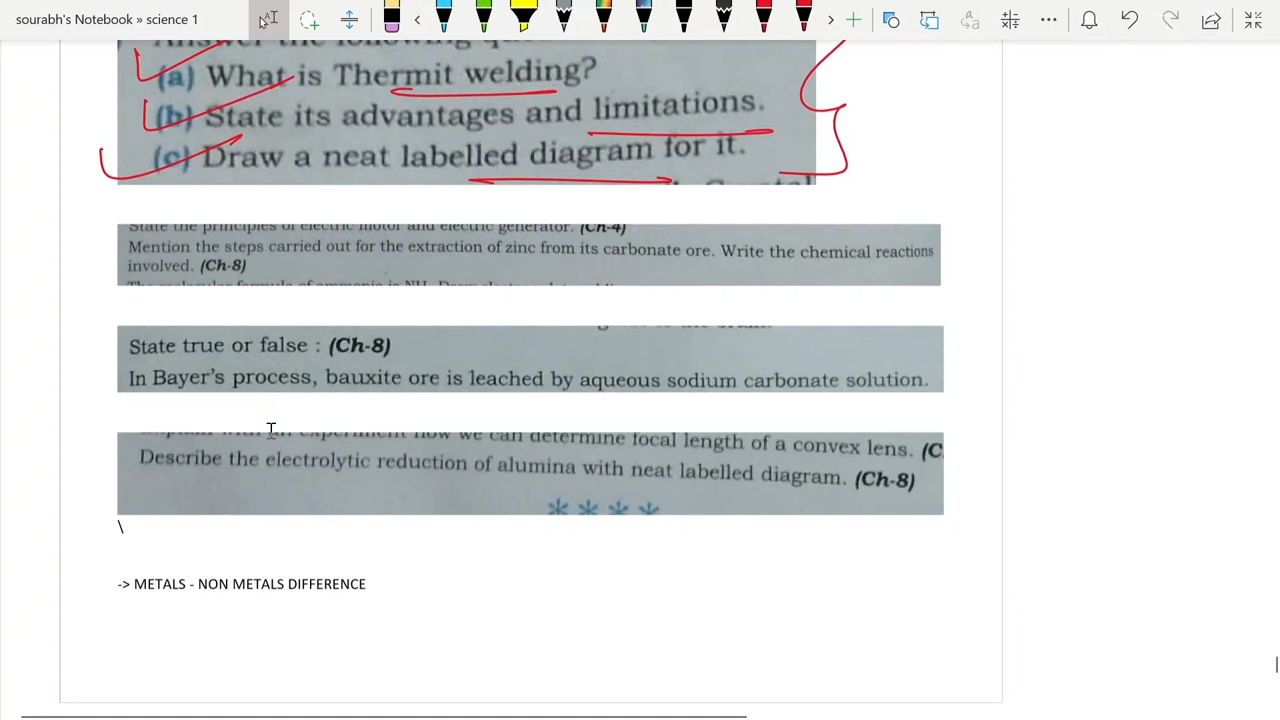 sourabh's Notebook » science 1
Answer the following
(a) What is Thermit welding?
(b) State its advantages and limitations.
(c) Draw a neat labelled diagram for it.
State the principles of electric motor and electric generator. (Ch-4)
Mention the steps carried out for the extraction of zinc from its carbonate ore. Write the chemical reactions
involved. (Ch-8)
State true or false : (Ch-8)
In Bayer's process, bauxite ore is leached by aqueous sodium carbonate solution.
experiment how we can determine focal length of a convex lens. (C
Describe the electrolytic reduction of alumina with neat labelled diagram. (Ch-8)
****
\
-> METALS - NON METALS DIFFERENCE